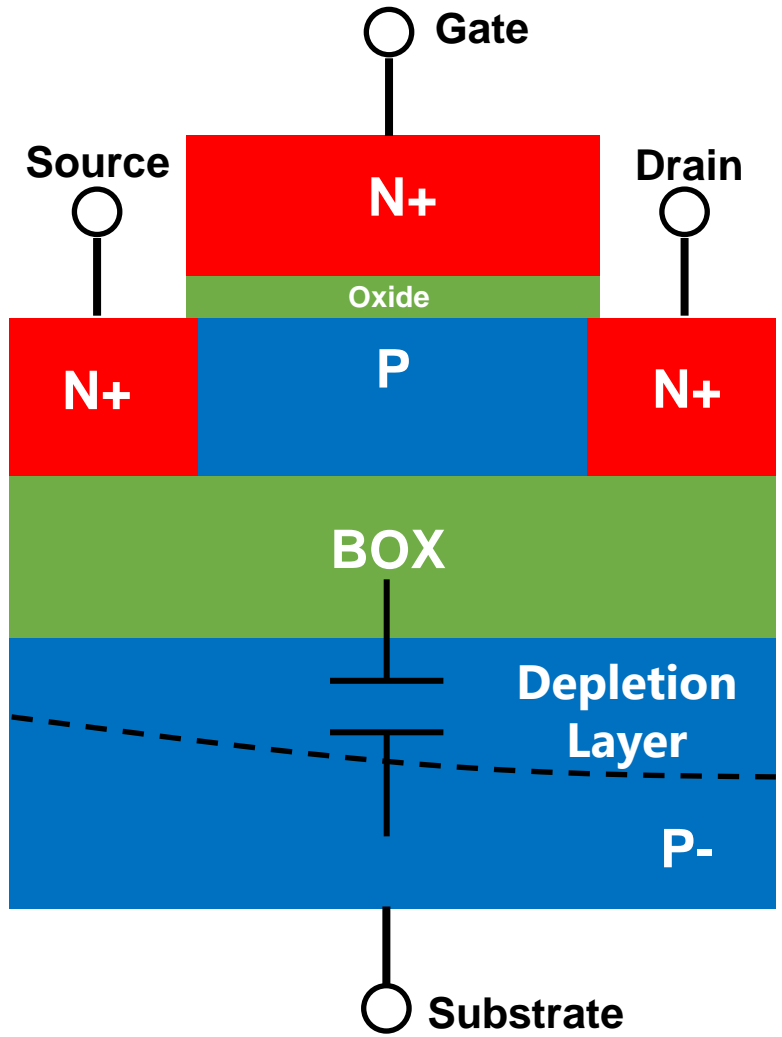 Gate
Source
Drain
N+
Oxide
N+
P
N+
BOX
Depletion
Layer
P-
Substrate